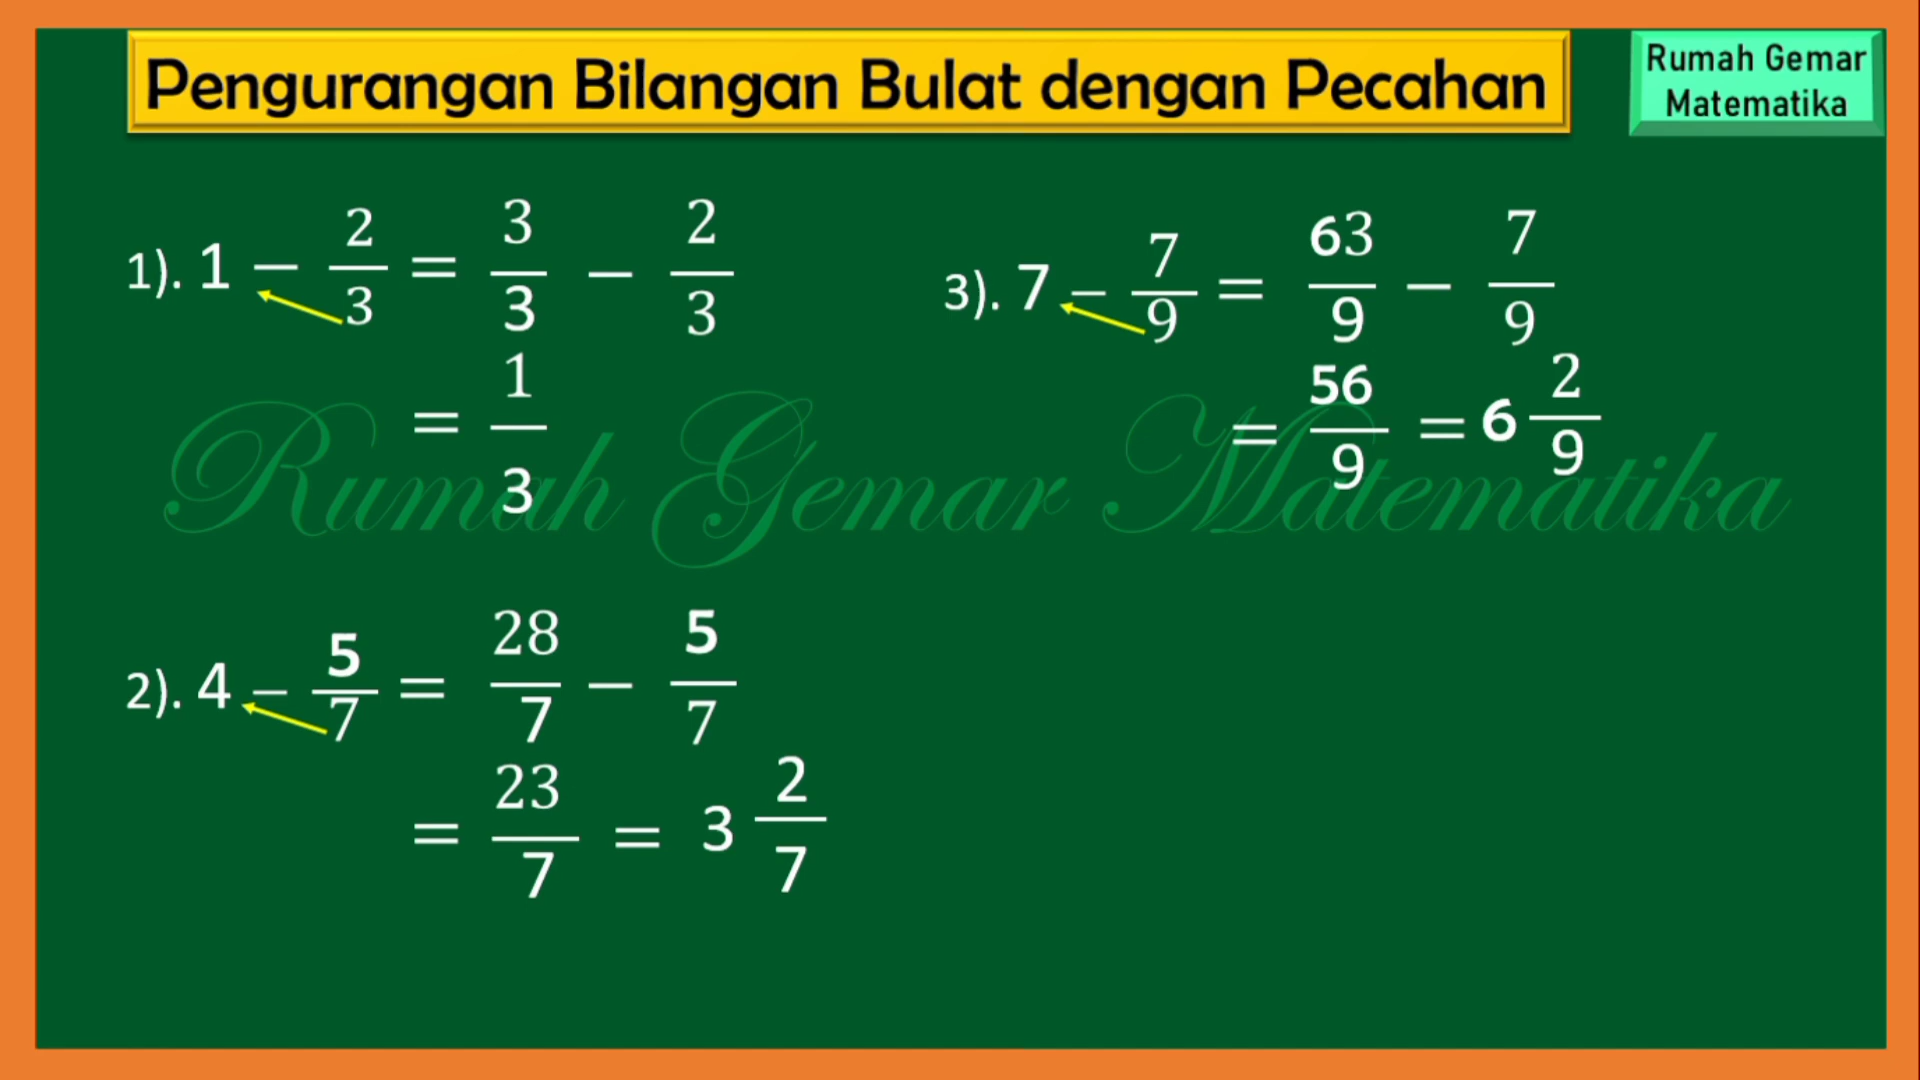 Pengurangan Bilangan Bulat dengan Pecahan
Rumah Gemar
Matematika
1). 1 − 2/3 = 3/3 − 2/3
= 1/3
2). 4 − 5/7 = 28/7 − 5/7
= 23/7 = 3 2/7
3). 7 − 7/9 = 63/9 − 7/9
= 56/9 = 6 2/9
Rumah Gemar Matematika